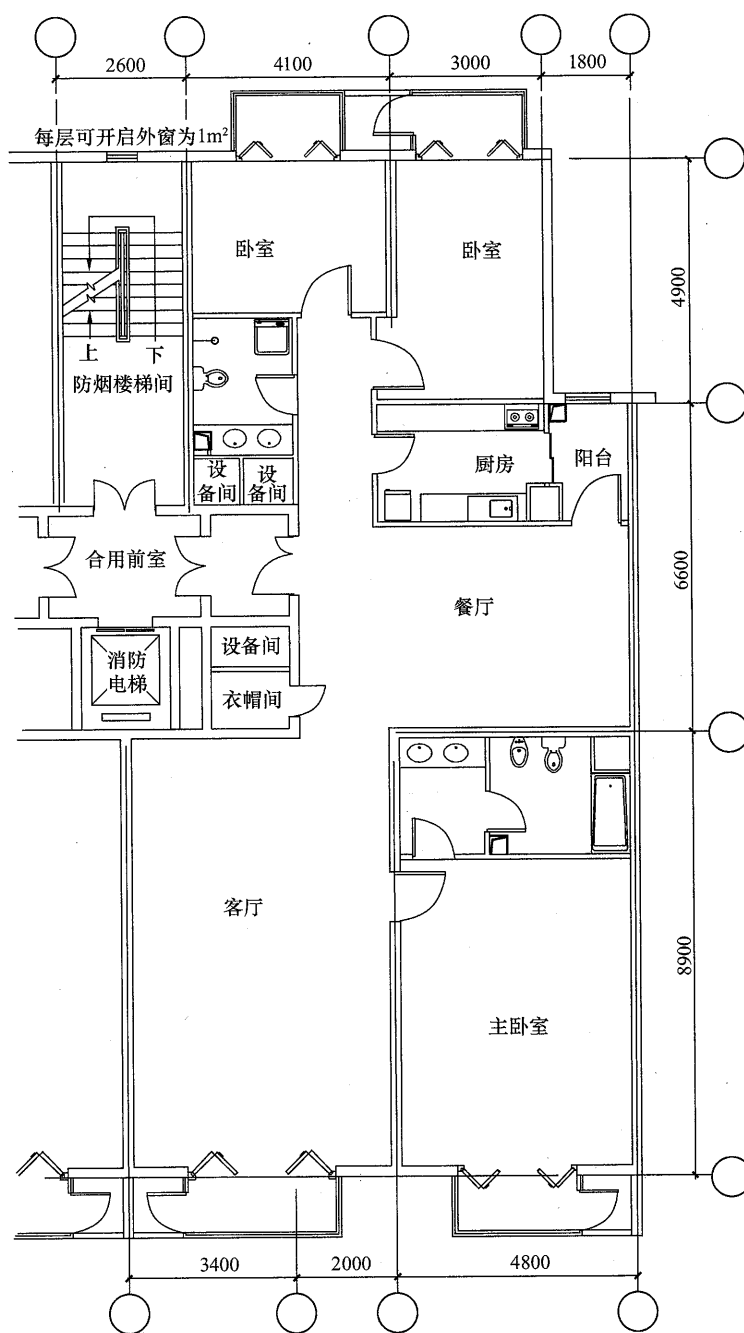 2600
4100
3000
1800
每层可开启外窗为1m²
卧室
卧室
4900
上
下
防烟楼梯间
厨房
阳台
设
备间
设
备间
合用前室
餐厅
6600
设备间
消防
电梯
衣帽间
客厅
8900
主卧室
3400
2000
4800